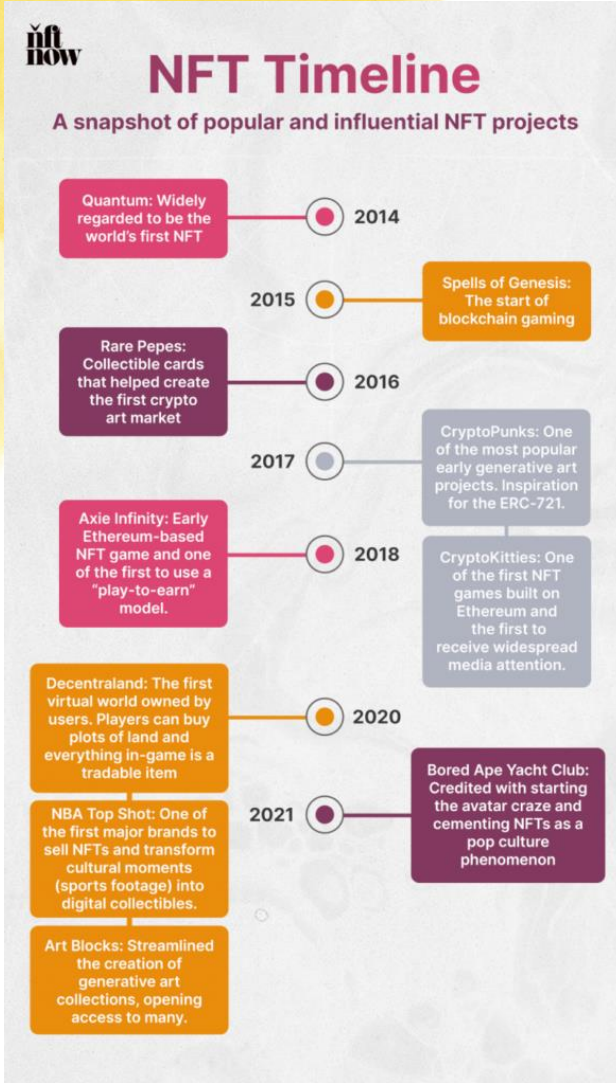 nft
now
NFT Timeline
A snapshot of popular and influential NFT projects
Quantum: Widely
regarded to be the
world's first NFT
2014
2015
Spells of Genesis:
The start of
blockchain gaming
Rare Pepes:
Collectible cards
that helped create
the first crypto
art market
2016
2017
CryptoPunks: One
of the most popular
early generative art
projects. Inspiration
for the ERC-721.
CryptoKitties: One
of the first NFT
games built on
Ethereum and
the first to
receive widespread
media attention.
Axie Infinity: Early
Ethereum-based
NFT game and one
of the first to use a
"play-to-earn"
model.
2018
Decentraland: The first
virtual world owned by
users. Players can buy
plots of land and
everything in-game is a
tradable item
2020
NBA Top Shot: One of
the first major brands to
sell NFTs and transform
cultural moments
(sports footage) into
digital collectibles.
Art Blocks: Streamlined
the creation of
generative art
collections, opening
access to many.
2021
Bored Ape Yacht Club:
Credited with starting
the avatar craze and
cementing NFTs as a
pop culture
phenomenon